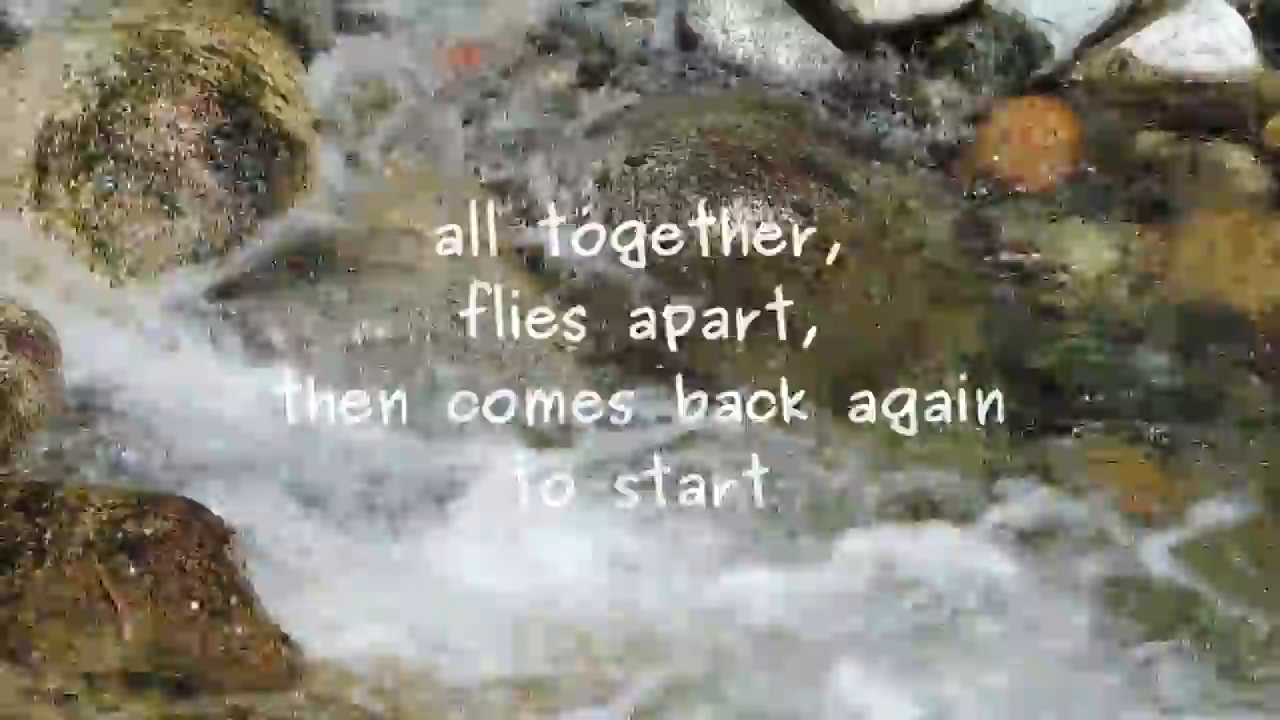 all together,
flies apart,
then comes back again
to start